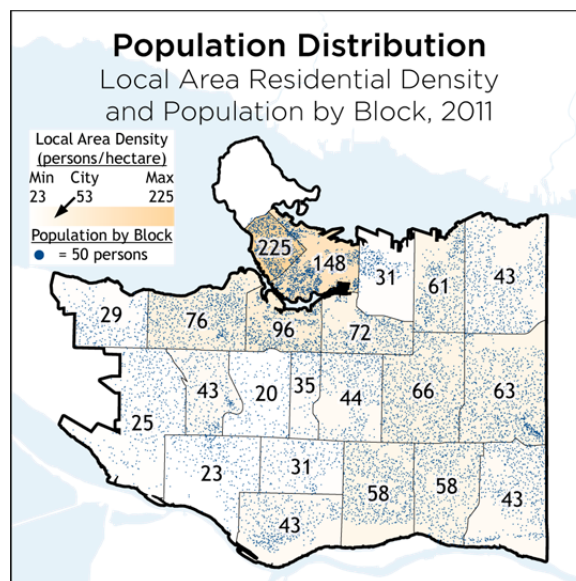 Population Distribution
Local Area Residential Density
and Population by Block, 2011
Local Area Density
(persons/hectare)
Min City Max
23 53 225
Population by Block
= 50 persons
225
148
31
61
43
29
76
96
72
43
20
35
44
66
63
25
23
31
58
58
43
43